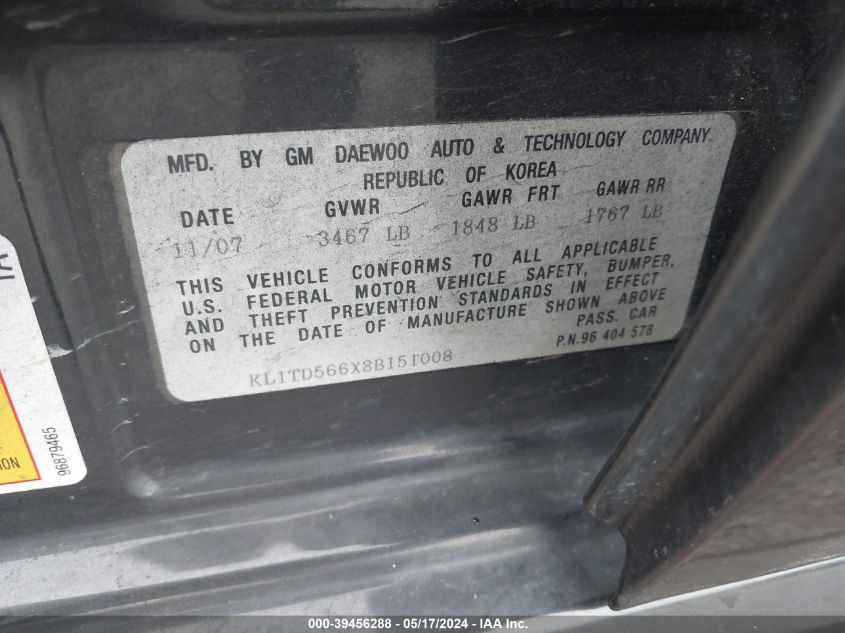 MFD. BY GM DAEWOO AUTO & TECHNOLOGY COMPANY
REPUBLIC OF KOREA
DATE GVWR GAWR FRT GAWR RR
11/07 3467 LB 1848 LB 1767 LB
THIS VEHICLE CONFORMS TO ALL APPLICABLE
U.S. FEDERAL MOTOR VEHICLE SAFETY, BUMPER,
AND THEFT PREVENTION STANDARDS IN EFFECT
ON THE DATE OF MANUFACTURE SHOWN ABOVE
PASS. CAR
P.N.96 404 578
KL1TD566X8B151008
96879465
000-39456288 - 05/17/2024 - IAA Inc.